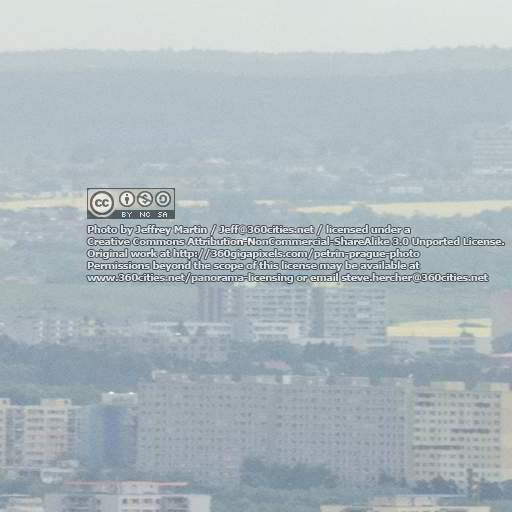 cc
BY NC SA
Photo by Jeffrey Martin / Jeff@360cities.net / licensed under a
Creative Commons Attribution-NonCommercial-ShareAlike 3.0 Unported License.
Original work at http://360gigapixels.com/petrin-prague-photo
Permissions beyond the scope of this license may be available at
www.360cities.net/panorama-licensing or email steve.hercher@360cities.net